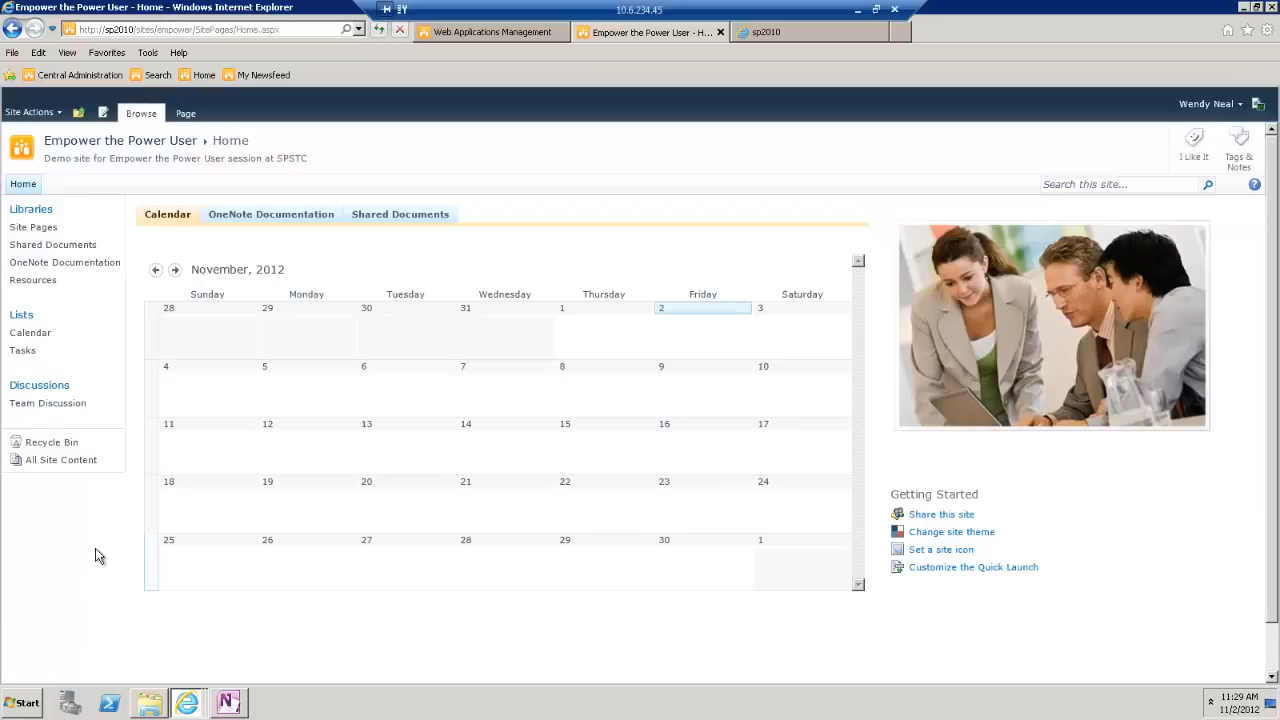 Empower the Power User - Home - Windows Internet Explorer
10.6.234.45
http://sp2010/sites/empower/SitePages/Home.aspx
Web Applications Management
Empower the Power User - H...
sp2010
File Edit View Favorites Tools Help
Central Administration Search Home My Newsfeed
Site Actions
Browse
Page
Wendy Neal
Empower the Power User Home
Demo site for Empower the Power User session at SPSTC
I Like It
Tags &
Notes
Home
Search this site...
Libraries
Site Pages
Shared Documents
OneNote Documentation
Resources
Lists
Calendar
Tasks
Discussions
Team Discussion
Recycle Bin
All Site Content
Calendar OneNote Documentation Shared Documents
November, 2012
Sunday Monday Tuesday Wednesday Thursday Friday Saturday
28 29 30 31 1 2 3
4 5 6 7 8 9 10
11 12 13 14 15 16 17
18 19 20 21 22 23 24
25 26 27 28 29 30 1
Getting Started
Share this site
Change site theme
Set a site icon
Customize the Quick Launch
Start
11:29 AM
11/2/2012